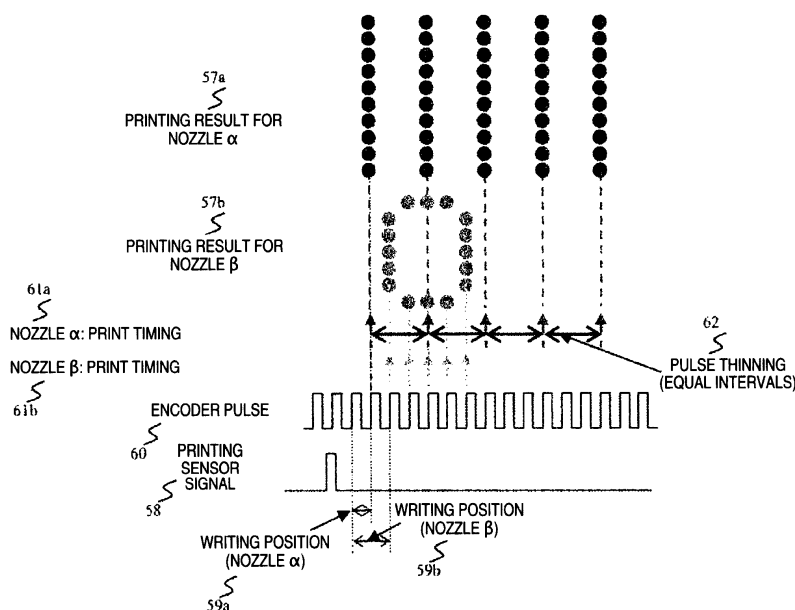 57a
PRINTING RESULT FOR
NOZZLE α
57b
PRINTING RESULT FOR
NOZZLE β
61a
NOZZLE α: PRINT TIMING
62
PULSE THINNING
(EQUAL INTERVALS)
NOZZLE β: PRINT TIMING
61b
ENCODER PULSE
60
PRINTING
SENSOR
SIGNAL
58
WRITING POSITION
(NOZZLE β)
59b
WRITING POSITION
(NOZZLE α)
59a